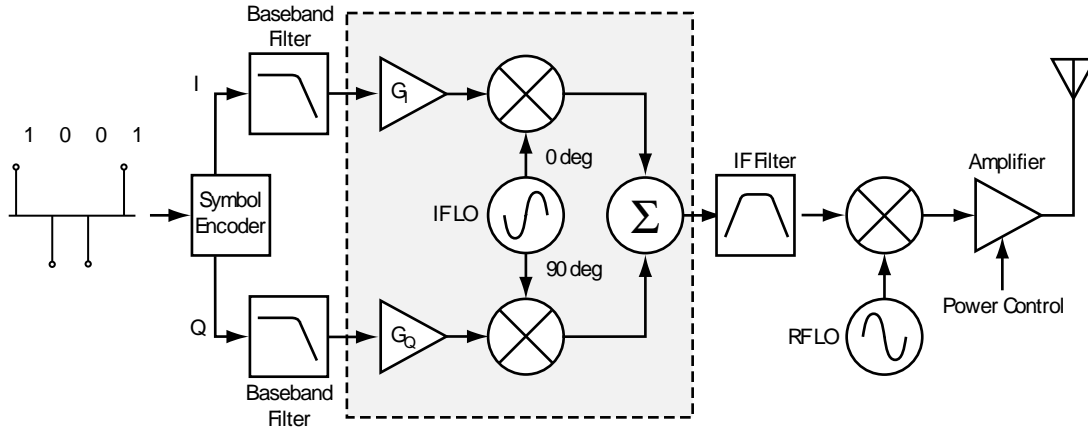 Baseband
Filter
I
G_I
1 0 0 1
0 deg
IF Filter
Amplifier
Symbol
Encoder
IF LO
Σ
90 deg
Power Control
Q
G_Q
RF LO
Baseband
Filter